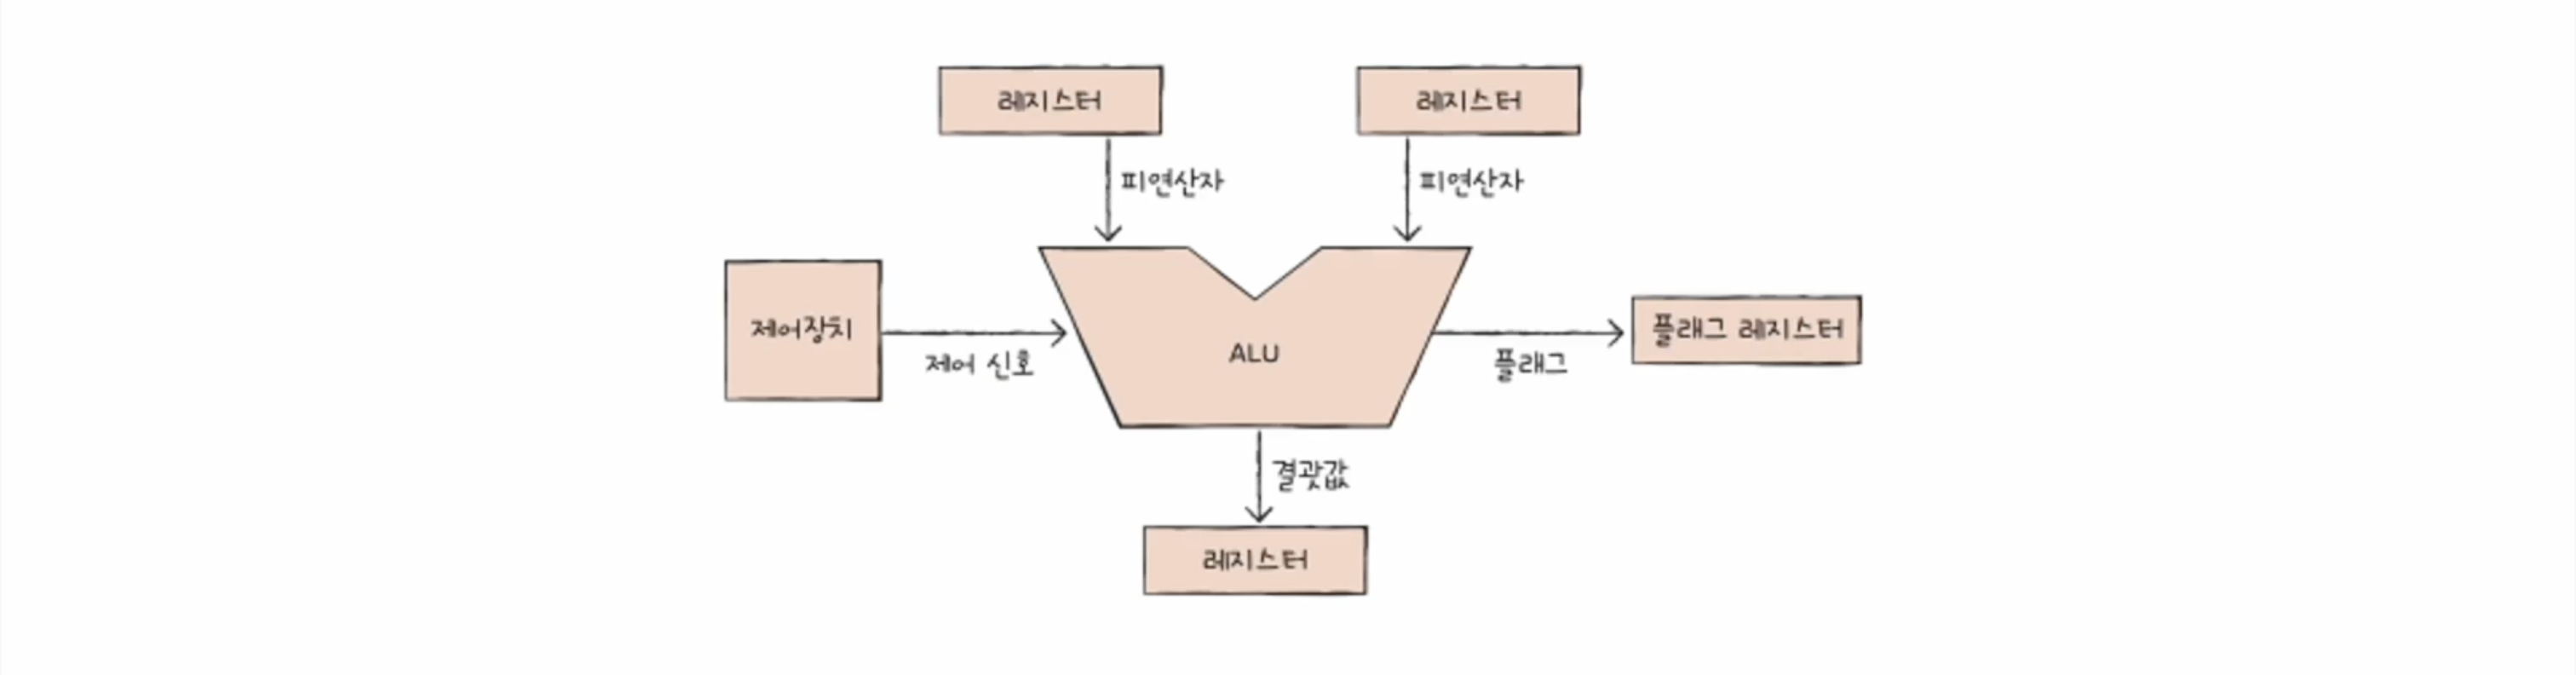 레지스터
레지스터
피연산자
피연산자
제어장치
제어 신호
ALU
플래그
플래그 레지스터
결괏값
레지스터